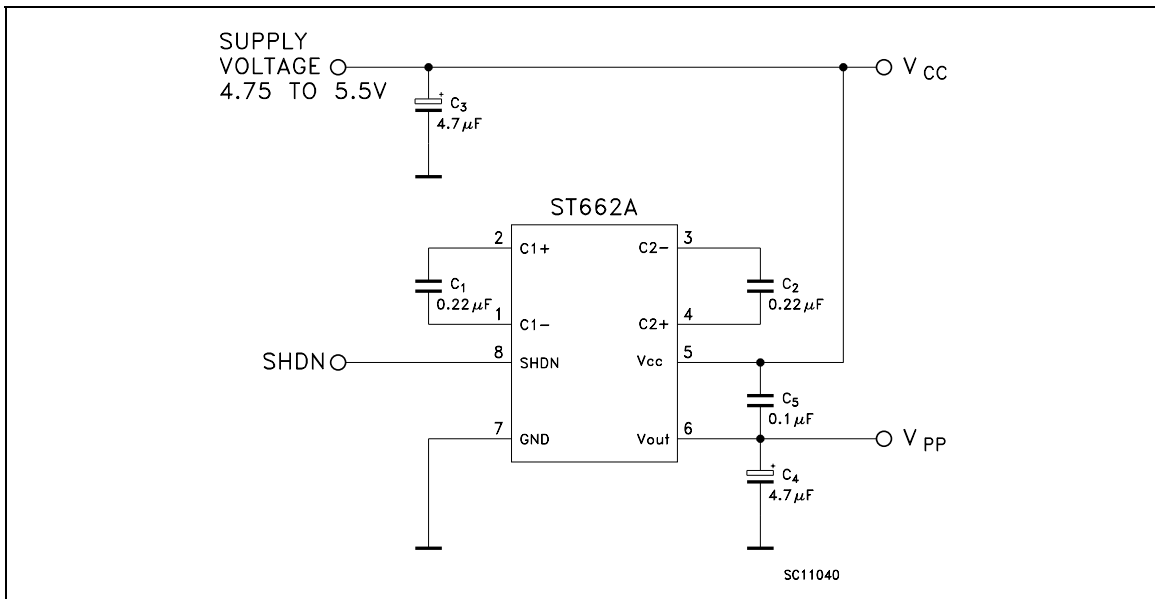 SUPPLY
VOLTAGE
4.75 TO 5.5V
V CC
+
C3
4.7μF
ST662A
2
C1+
C2-
3
C1
0.22μF
C2
0.22μF
1
C1-
C2+
4
SHDN
8
SHDN
Vcc
5
C5
0.1μF
7
GND
Vout
6
V PP
+
C4
4.7μF
SC11040